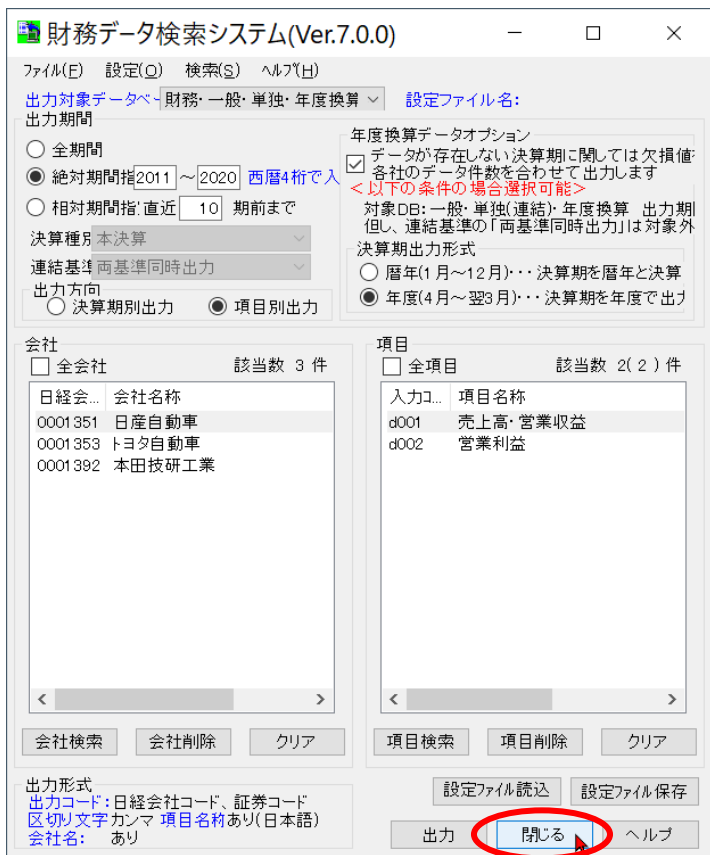 財務データ検索システム(Ver.7.0.0)
ファイル(F) 設定(O) 検索(S) ヘルプ(H)
出力対象データベー 財務・一般・単独・年度換算 設定ファイル名:
出力期間
全期間
絶対期間指 2011 ～ 2020 西暦4桁で入
相対期間指 直近 10 期前まで
決算種別 本決算
連結基準 両基準同時出力
出力方向
決算期別出力 項目別出力
年度換算データオプション
データが存在しない決算期に関しては欠損値
各社のデータ件数を合わせて出力します
<以下の条件の場合選択可能>
対象DB:一般・単独(連結)・年度換算 出力期
但し、連結基準の「両基準同時出力」は対象外
決算期出力形式
暦年(1月～12月)・・・決算期を暦年と決算
年度(4月～翌3月)・・・決算期を年度で出
会社
全会社 該当数 3 件
日経会... 会社名称
0001351 日産自動車
0001353 トヨタ自動車
0001392 本田技研工業
会社検索 会社削除 クリア
項目
全項目 該当数 2( 2 ) 件
入力コ... 項目名称
d001 売上高・営業収益
d002 営業利益
項目検索 項目削除 クリア
出力形式
出力コード:日経会社コード、証券コード
区切り文字カンマ 項目名称あり(日本語)
会社名: あり
設定ファイル読込 設定ファイル保存
出力 閉じる ヘルプ